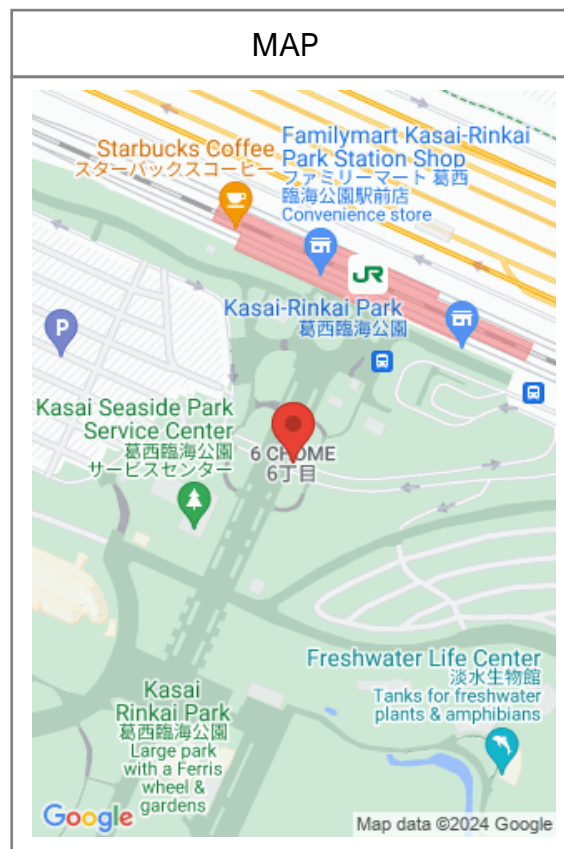 MAP
Starbucks Coffee
スターバックスコーヒー
Familymart Kasai-Rinkai
Park Station Shop
ファミリーマート 葛西
臨海公園駅前店
Convenience store
JR
Kasai-Rinkai Park
葛西臨海公園
P
Kasai Seaside Park
Service Center
葛西臨海公園
サービスセンター
6 CHOME
6丁目
Freshwater Life Center
淡水生物館
Tanks for freshwater
plants & amphibians
Kasai
Rinkai Park
葛西臨海公園
Large park
with a Ferris
wheel &
gardens
Google
Map data ©2024 Google